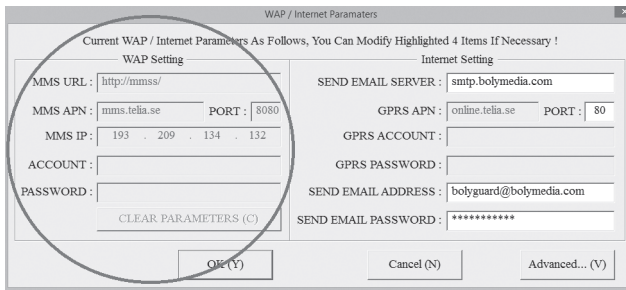 WAP / Internet Paramaters
Current WAP / Internet Parameters As Follows, You Can Modify Highlighted 4 Items If Necessary !
WAP Setting
MMS URL : http://mmss/
MMS APN : mms.telia.se PORT : 8080
MMS IP : 193 . 209 . 134 . 132
ACCOUNT :
PASSWORD :
CLEAR PARAMETERS (C)
Internet Setting
SEND EMAIL SERVER : smtp.bolymedia.com
GPRS APN : online.telia.se PORT : 80
GPRS ACCOUNT :
GPRS PASSWORD :
SEND EMAIL ADDRESS : bolyguard@bolymedia.com
SEND EMAIL PASSWORD : ***********
OK (Y) Cancel (N) Advanced... (V)